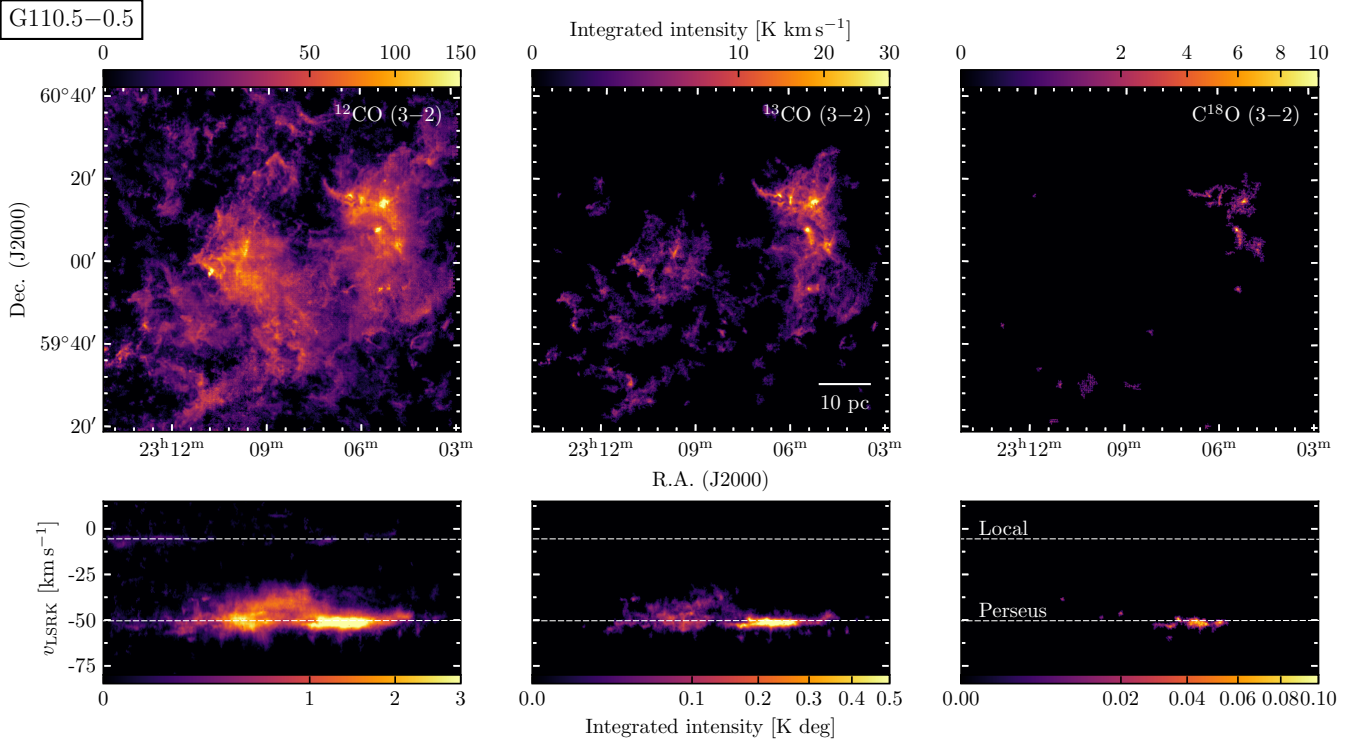 G110.5−0.5
Integrated intensity [K km s⁻¹]
0 50 100 150
0 10 20 30
0 2 4 6 8 10
¹²CO (3−2)
¹³CO (3−2)
C¹⁸O (3−2)
Dec. (J2000)
60°40′
20′
00′
59°40′
20′
10 pc
23ʰ12ᵐ 09ᵐ 06ᵐ 03ᵐ
23ʰ12ᵐ 09ᵐ 06ᵐ 03ᵐ
23ʰ12ᵐ 09ᵐ 06ᵐ 03ᵐ
R.A. (J2000)
v_LSRK [km s⁻¹]
0
-25
-50
-75
Local
Perseus
0 1 2 3
0.0 0.1 0.2 0.3 0.4 0.5
0.00 0.02 0.04 0.06 0.08 0.10
Integrated intensity [K deg]